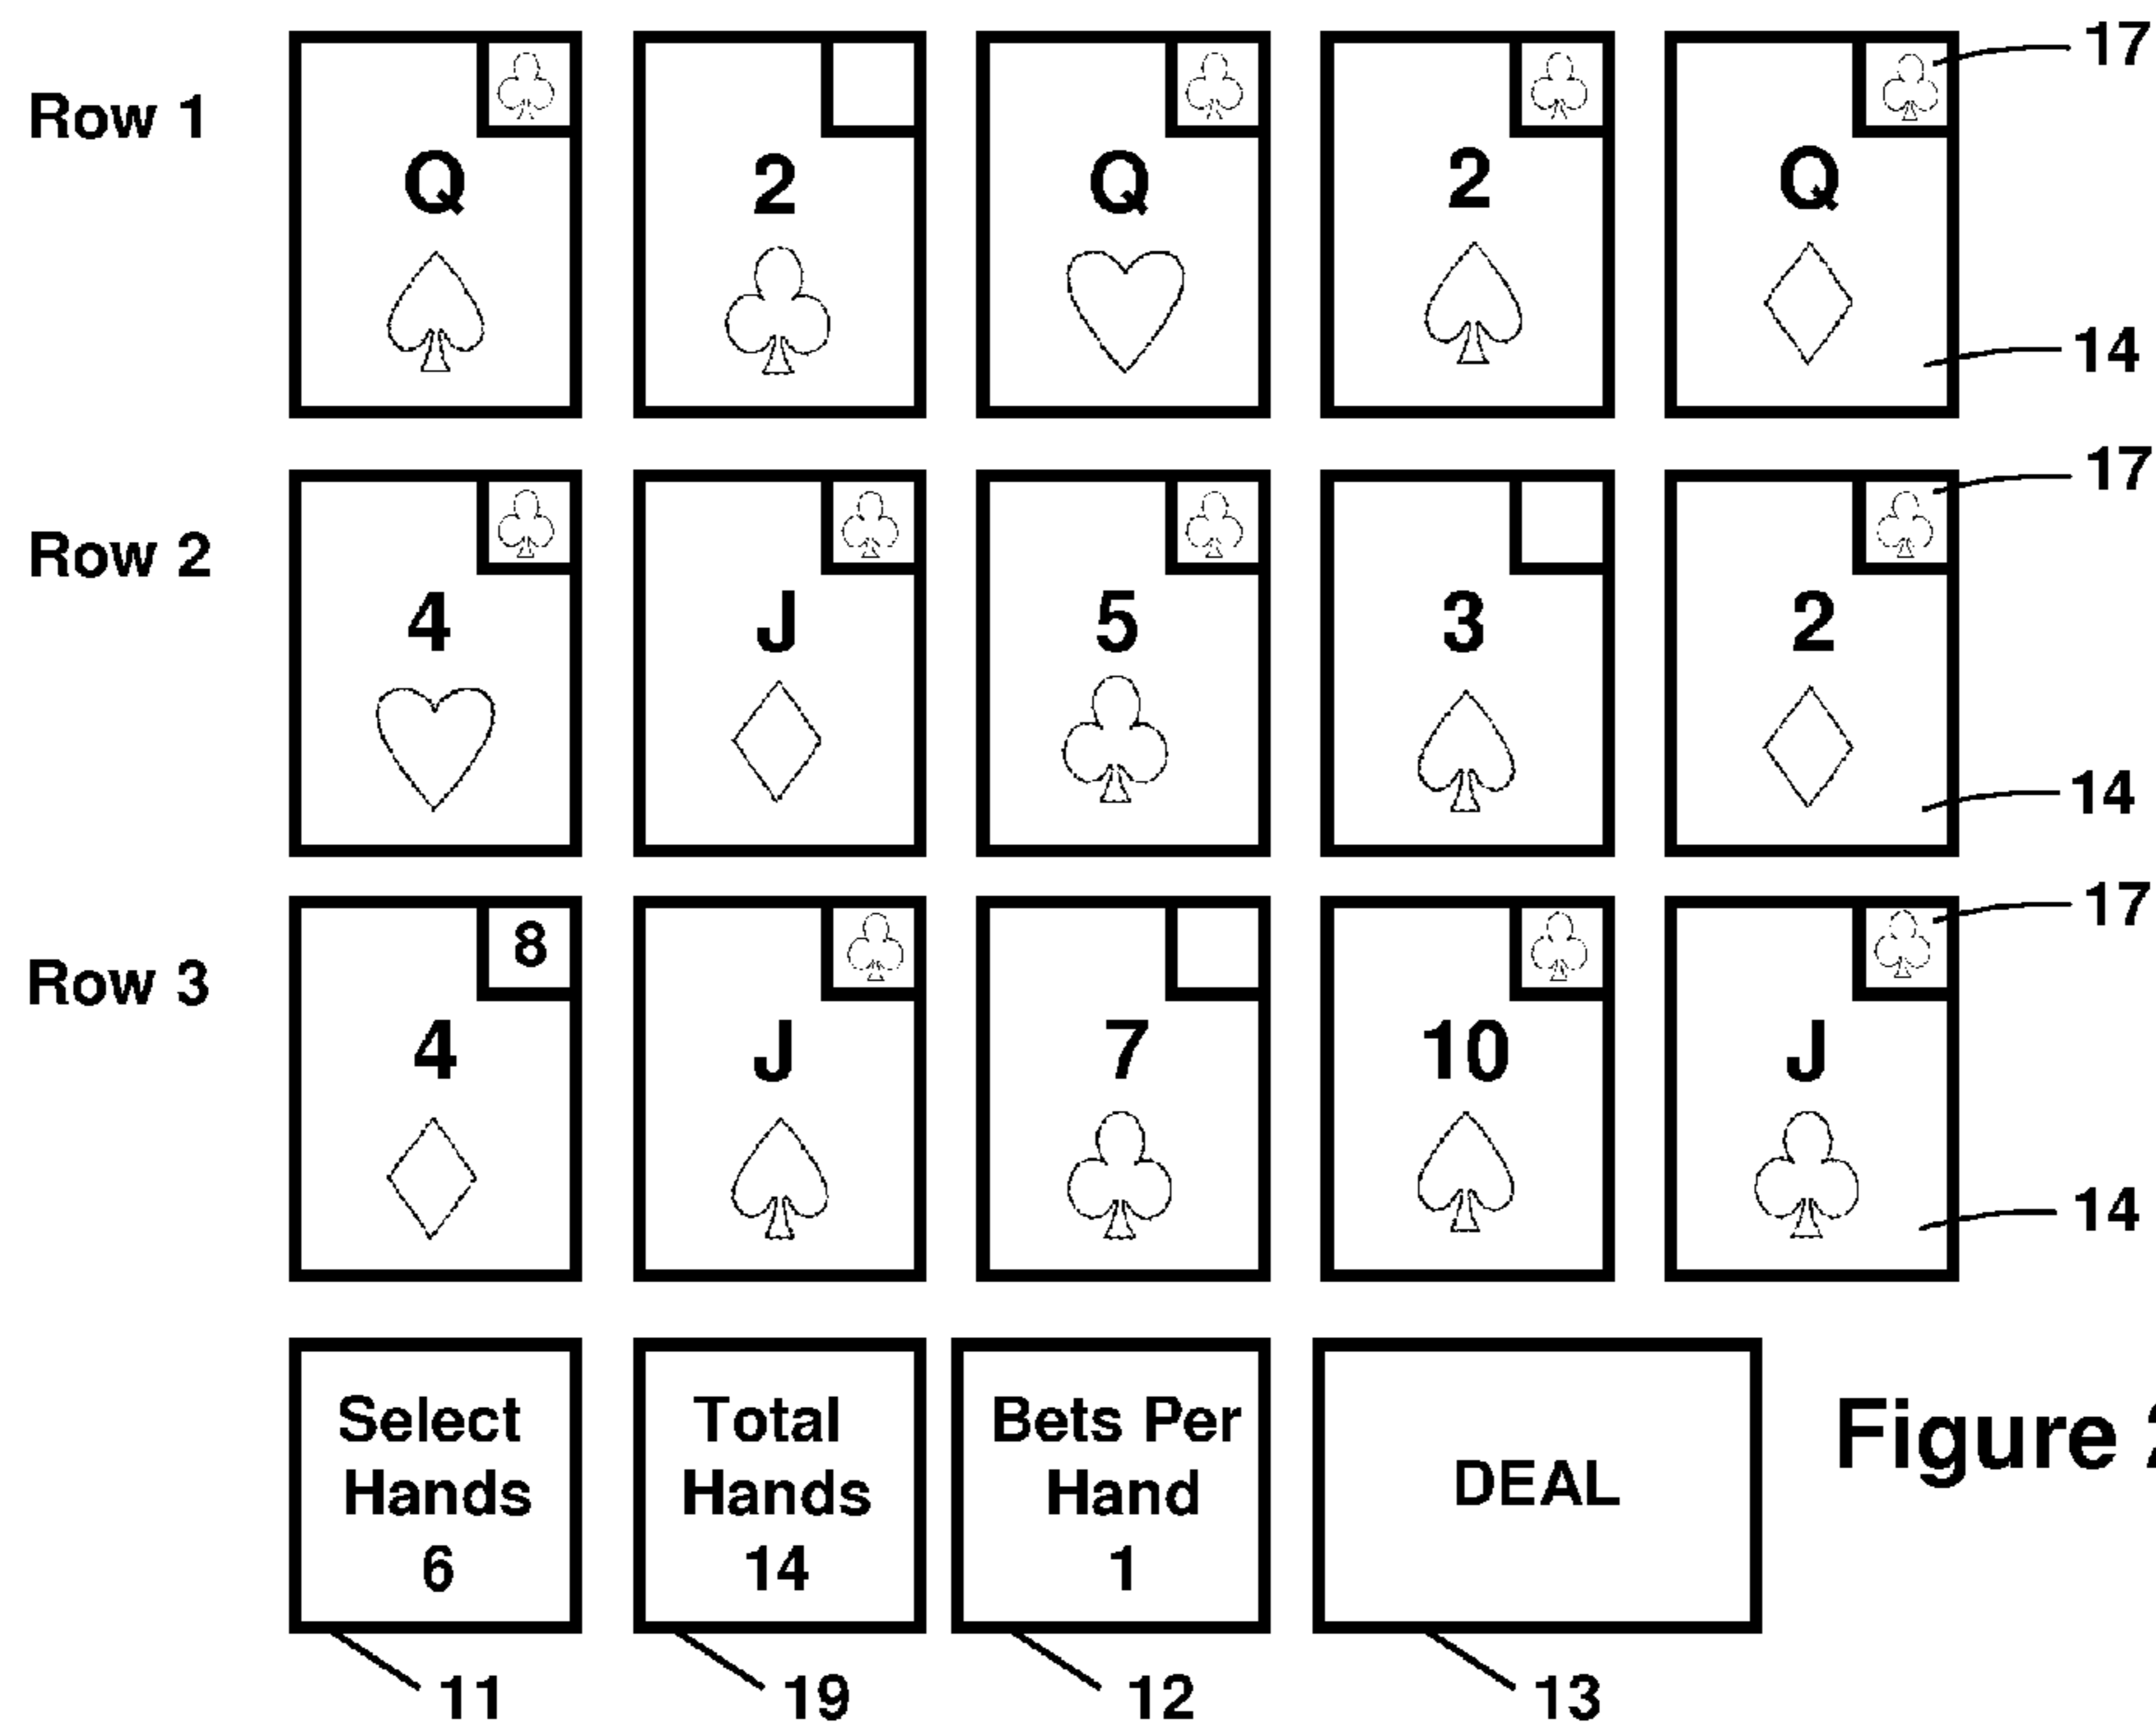 17
Row 1
Q 2 Q 2 Q
14
17
Row 2
4 J 5 3 2
14
17
8
Row 3
4 J 7 10 J
14
Select Hands 6
Total Hands 14
Bets Per Hand 1
DEAL
Figure
11 19 12 13